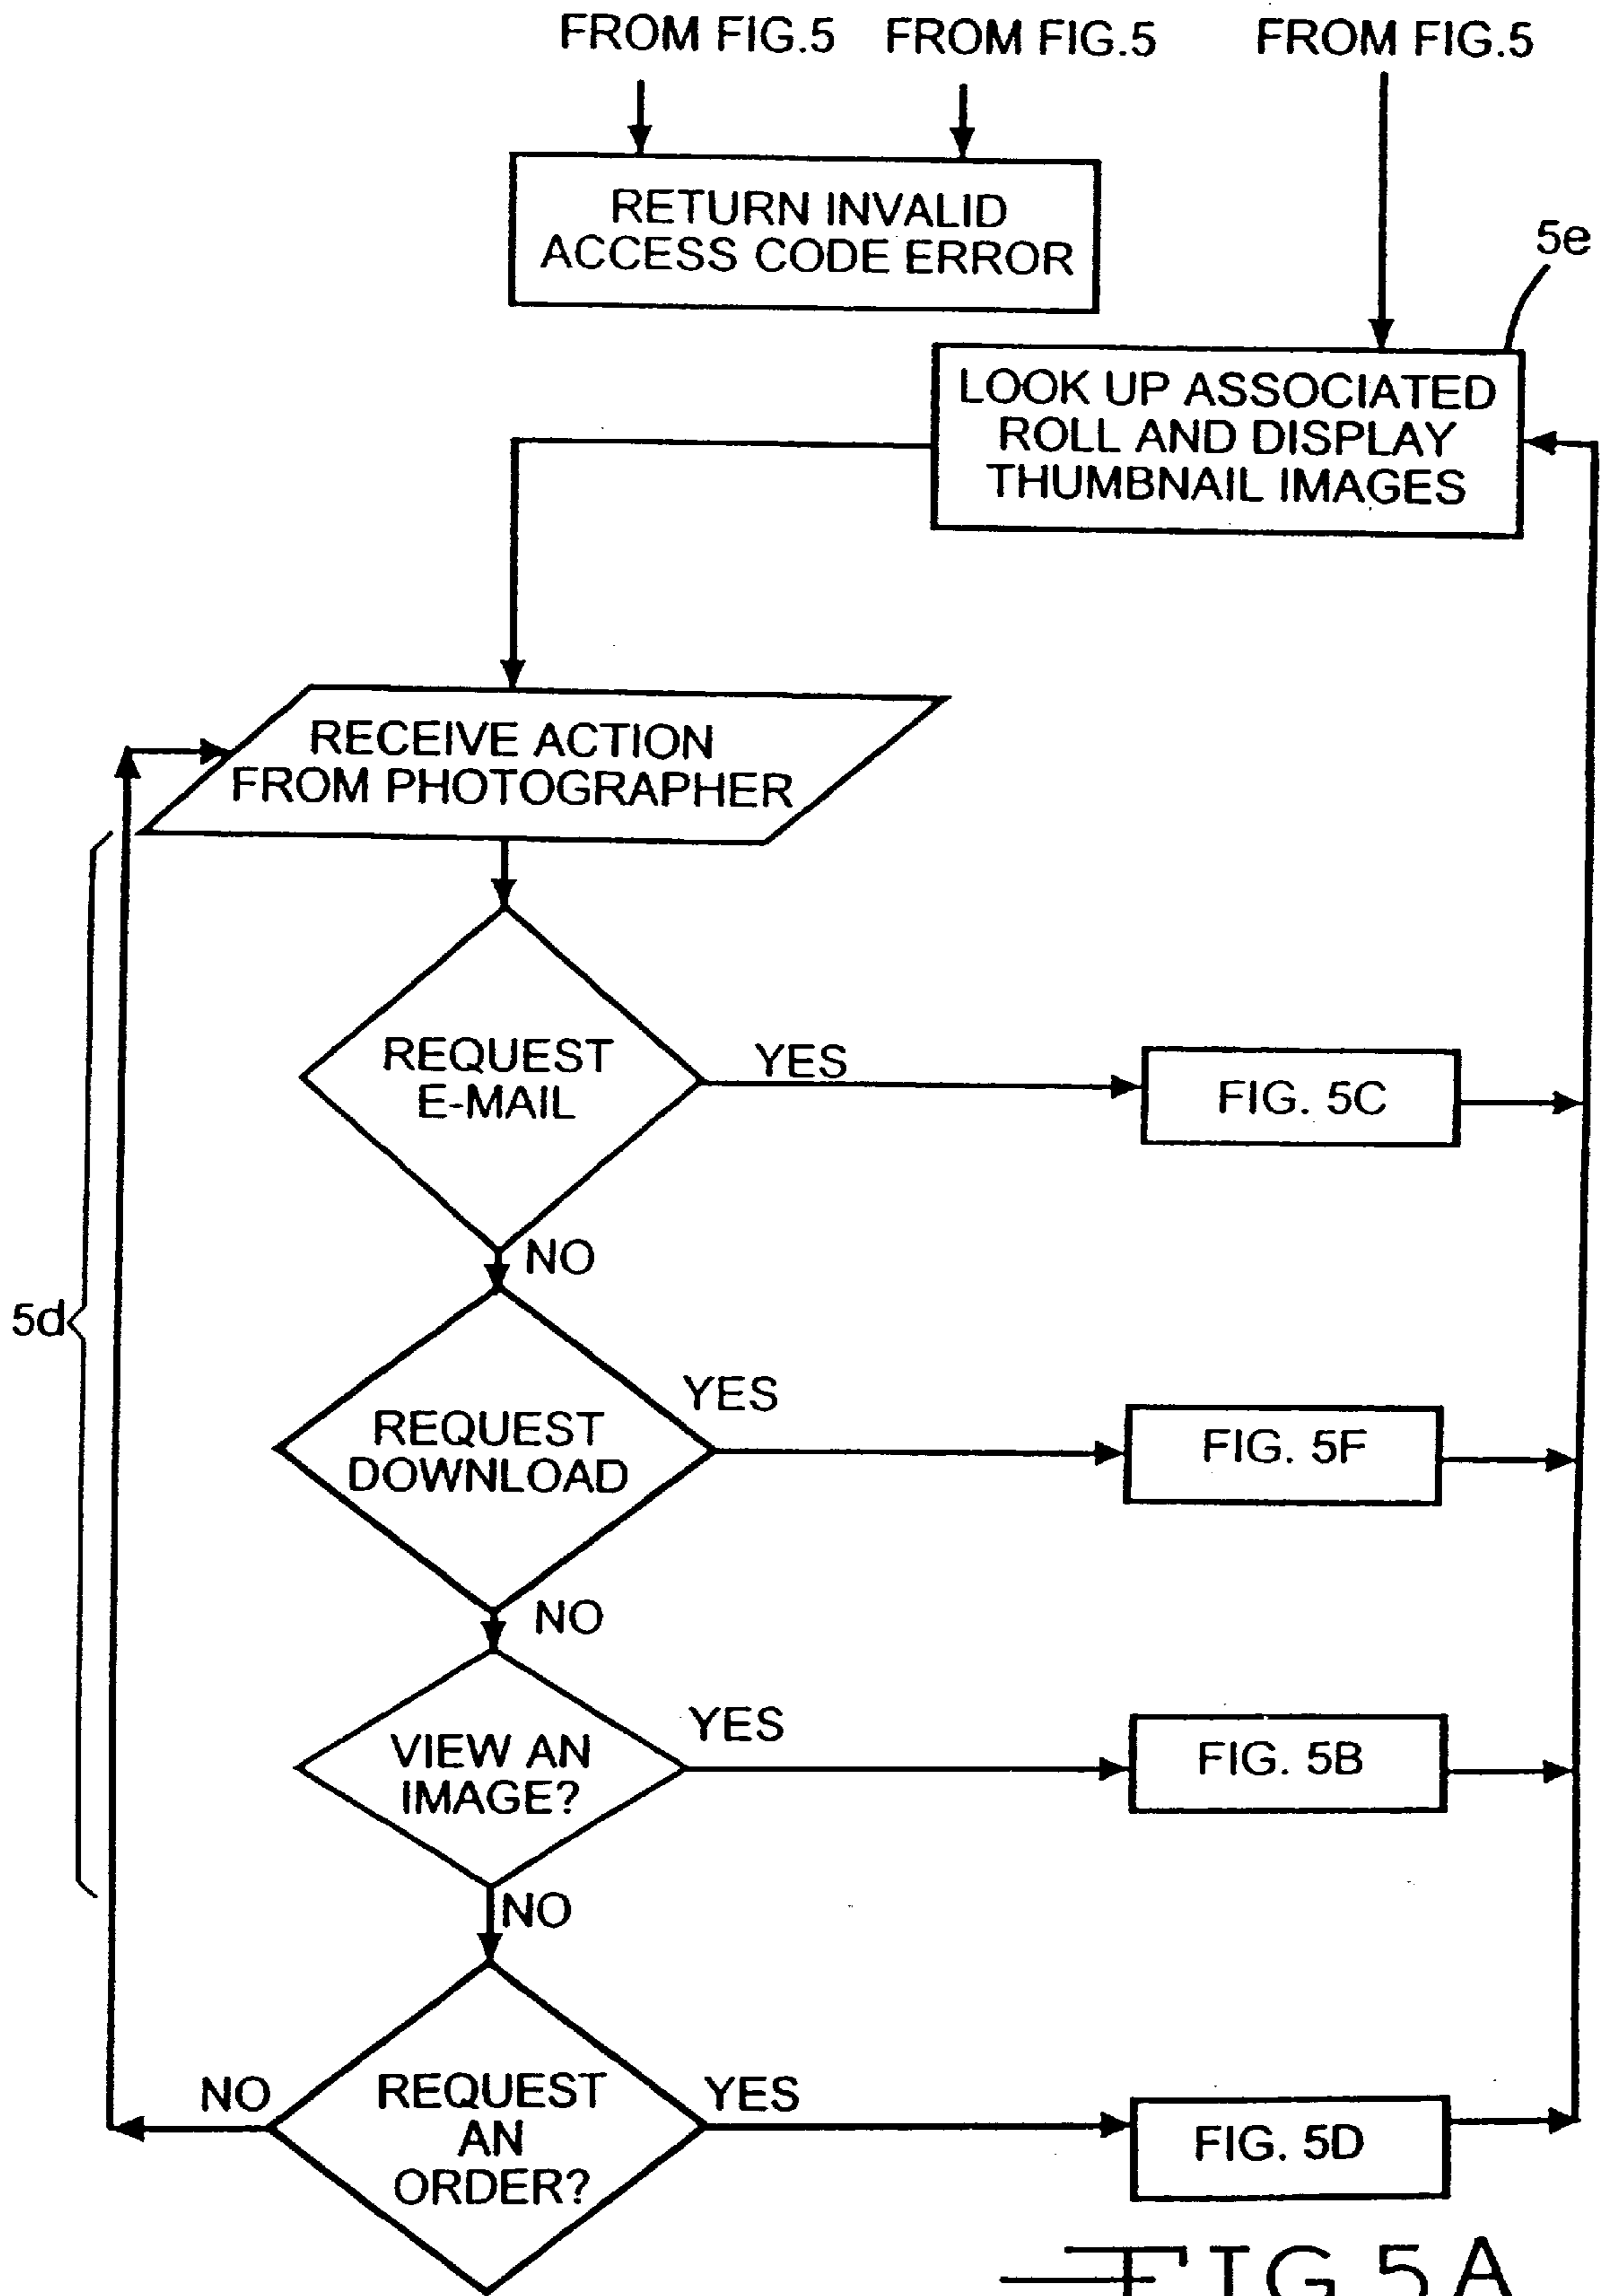 FROM FIG.5 FROM FIG.5 FROM FIG.5
RETURN INVALID
ACCESS CODE ERROR
5e
LOOK UP ASSOCIATED
ROLL AND DISPLAY
THUMBNAIL IMAGES
RECEIVE ACTION
FROM PHOTOGRAPHER
REQUEST
E-MAIL
YES
FIG. 5C
NO
5d
REQUEST
DOWNLOAD
YES
FIG. 5F
NO
VIEW AN
IMAGE?
YES
FIG. 5B
NO
REQUEST
AN
ORDER?
NO
YES
FIG. 5D
FIG 5A